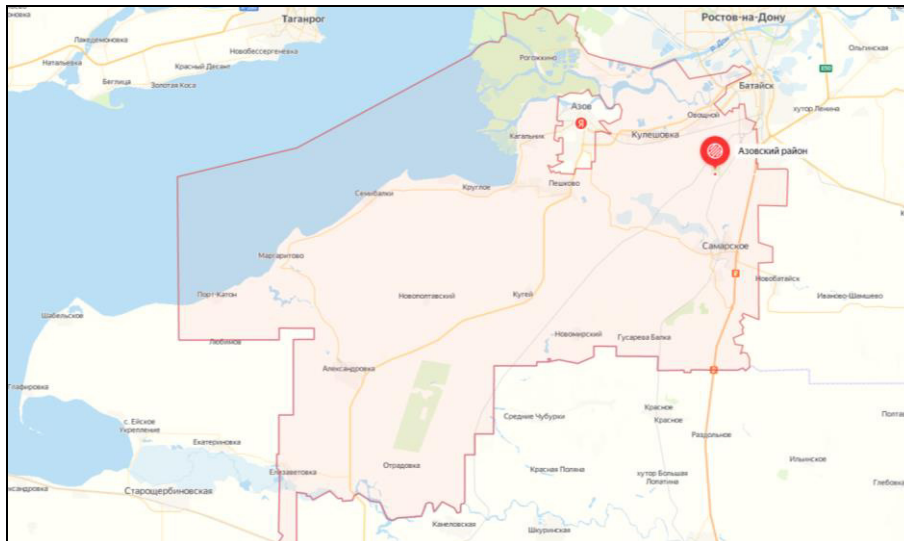 Таганрог
Ростов-на-Дону
Лакедемоновка
Натальевка
Новобессергеневка
Красный Десант
Беглица
Золотая Коса
Рогожкино
р. Дон
Ольгинская
Батайск
Азов
Овощной
хутор Ленина
Кагальник
Кулешовка
Азовский район
Пешково
Круглое
Семибалки
Самарское
Маргаритово
Новобатайск
Порт-Катон
Новополтавский
Кугей
Иваново-Шамшево
Шабельское
Любимов
Новомирский
Гусарева Балка
Александровка
Глафировка
Средние Чубурки
Красное
Красное
с. Ейское
Укрепление
Раздольное
Екатериновка
Ильинское
Елизаветовка
Отрадовка
Красная Поляна
хутор Большая
Лопатина
Старощербиновская
Каневловская
Шкуринская